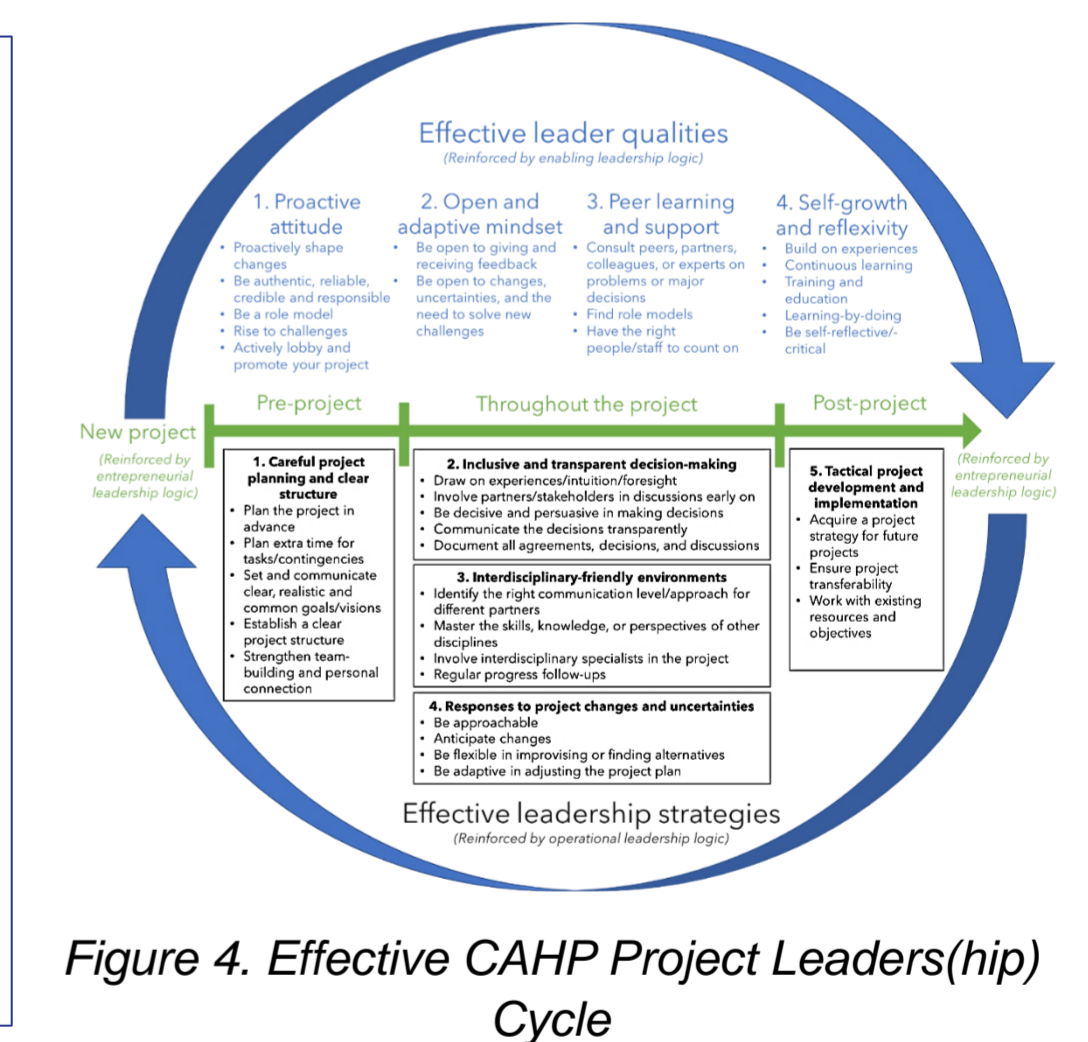 Effective leader qualities
(Reinforced by enabling leadership logic)
1. Proactive
attitude
• Proactively shape
changes
• Be authentic, reliable,
credible and responsible
• Be a role model
• Rise to challenges
• Actively lobby and
promote your project
2. Open and
adaptive mindset
• Be open to giving and
receiving feedback
• Be open to changes,
uncertainties, and the
need to solve new
challenges
3. Peer learning
and support
• Consult peers, partners,
colleagues, or experts on
problems or major
decisions
• Find role models
• Have the right
people/staff to count on
4. Self-growth
and reflexivity
• Build on experiences
• Continuous learning
• Training and
education
• Learning-by-doing
• Be self-reflective/-
critical
Pre-project
Throughout the project
Post-project
New project
(Reinforced by
entrepreneurial
leadership logic)
(Reinforced by
entrepreneurial
leadership logic)
1. Careful project
planning and clear
structure
• Plan the project in
advance
• Plan extra time for
tasks/contingencies
• Set and communicate
clear, realistic and
common goals/visions
• Establish a clear
project structure
• Strengthen team-
building and personal
connection
2. Inclusive and transparent decision-making
• Draw on experiences/intuition/foresight
• Involve partners/stakeholders in discussions early on
• Be decisive and persuasive in making decisions
• Communicate the decisions transparently
• Document all agreements, decisions, and discussions
3. Interdisciplinary-friendly environments
• Identify the right communication level/approach for
different partners
• Master the skills, knowledge, or perspectives of other
disciplines
• Involve interdisciplinary specialists in the project
• Regular progress follow-ups
4. Responses to project changes and uncertainties
• Be approachable
• Anticipate changes
• Be flexible in improvising or finding alternatives
• Be adaptive in adjusting the project plan
5. Tactical project
development and
implementation
• Acquire a project
strategy for future
projects
• Ensure project
transferability
• Work with existing
resources and
objectives
Effective leadership strategies
(Reinforced by operational leadership logic)
Figure 4. Effective CAHP Project Leaders(hip)
Cycle